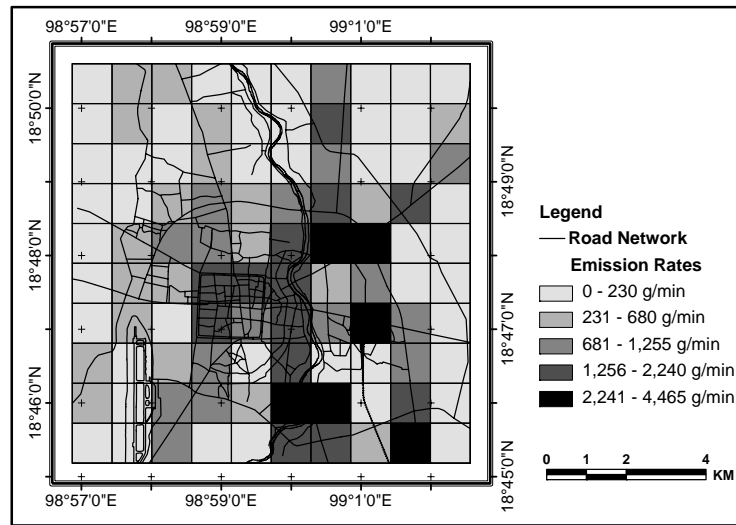 98°57'0"E 98°59'0"E 99°1'0"E
18°50'0"N
18°49'0"N
18°48'0"N
18°47'0"N
18°46'0"N
18°45'0"N
98°57'0"E 98°59'0"E 99°1'0"E
Legend
Road Network
Emission Rates
0 - 230 g/min
231 - 680 g/min
681 - 1,255 g/min
1,256 - 2,240 g/min
2,241 - 4,465 g/min
0 1 2 4
KM